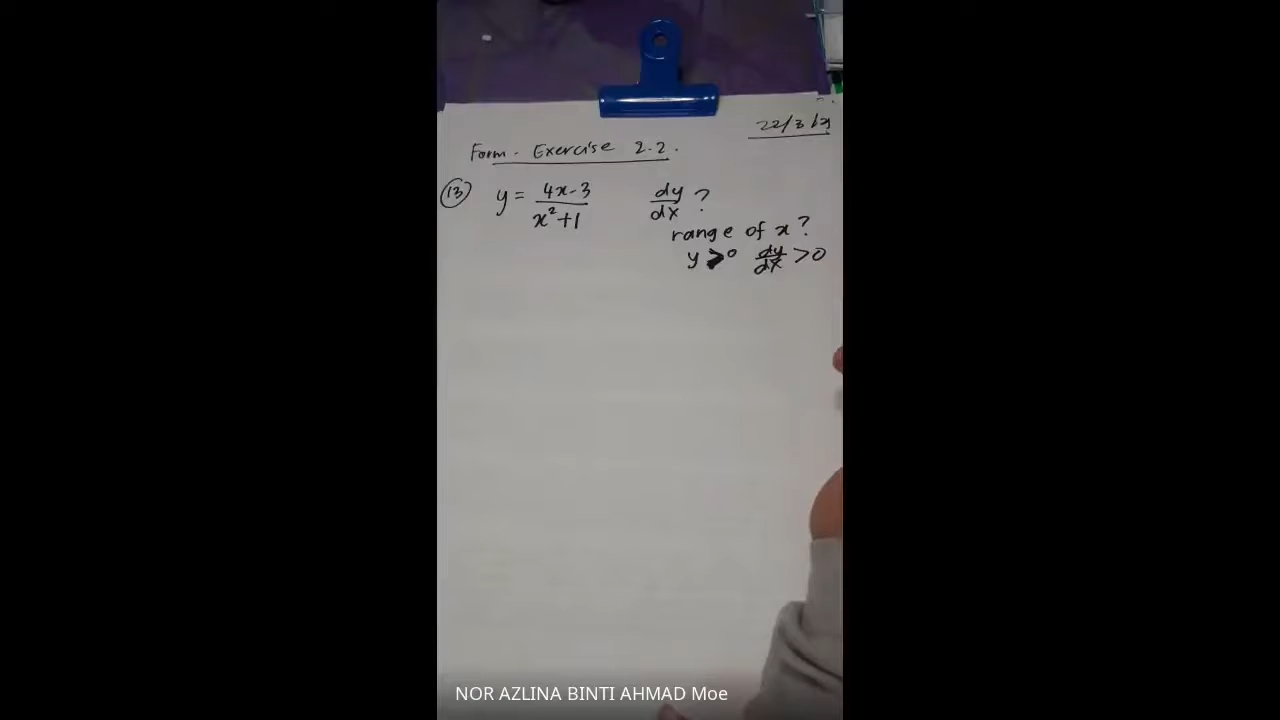 22/3
Form. Exercise 2.2.
13 y = 4x-3 / x²+1 dy/dx ?
range of x?
y > 0 dy/dx > 0
NOR AZLINA BINTI AHMAD Moe